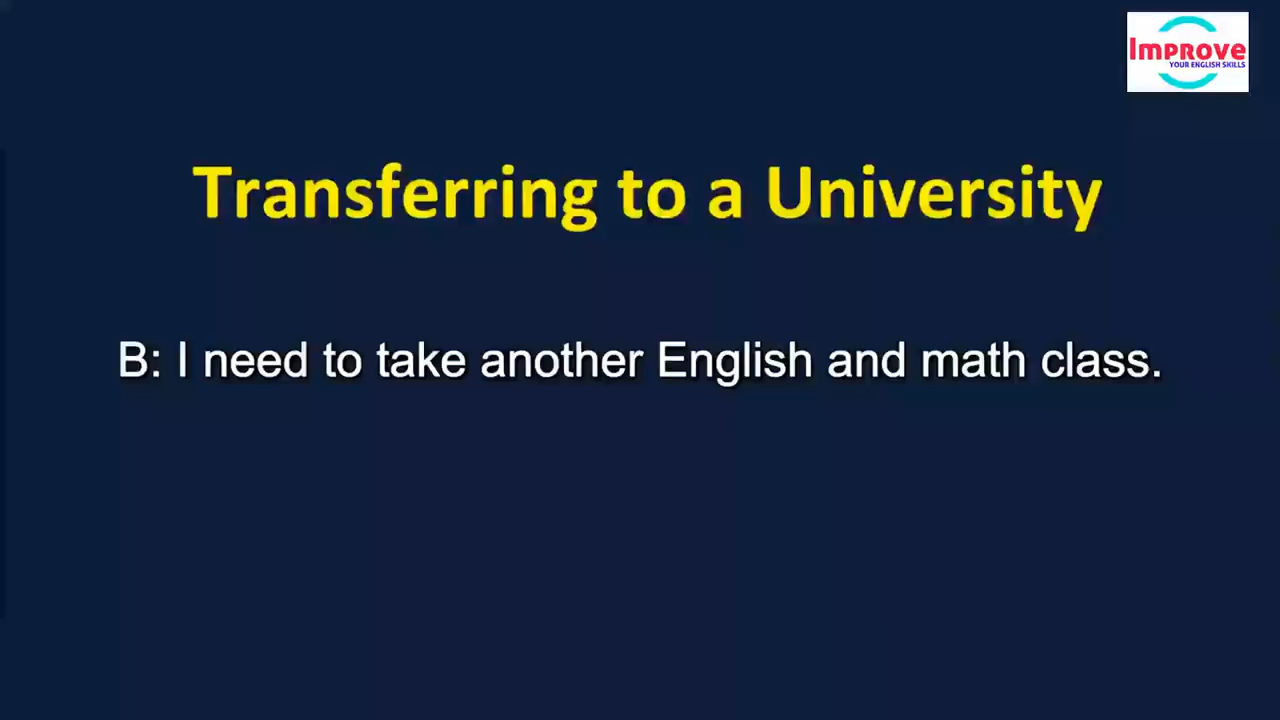 Improve
YOUR ENGLISH SKILLS
Transferring to a University
B: I need to take another English and math class.